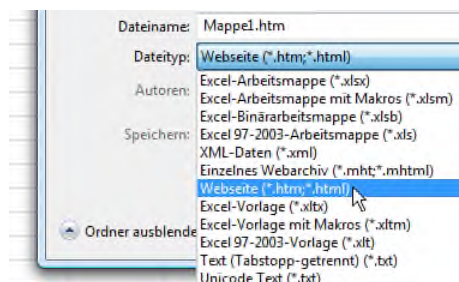 Dateiname: Mappe1.htm
Dateityp: Webseite (*.htm;*.html)
Autoren: Excel-Arbeitsmappe (*.xlsx)
Excel-Arbeitsmappe mit Makros (*.xlsm)
Excel-Binärarbeitsmappe (*.xlsb)
Speichern: Excel 97-2003-Arbeitsmappe (*.xls)
XML-Daten (*.xml)
Einzelnes Webarchiv (*.mht;*.mhtml)
Webseite (*.htm;*.html)
Excel-Vorlage (*.xltx)
Ordner ausblende Excel-Vorlage mit Makros (*.xltm)
Excel 97-2003-Vorlage (*.xlt)
Text (Tabstopp-getrennt) (*.txt)
Unicode Text (*.txt)